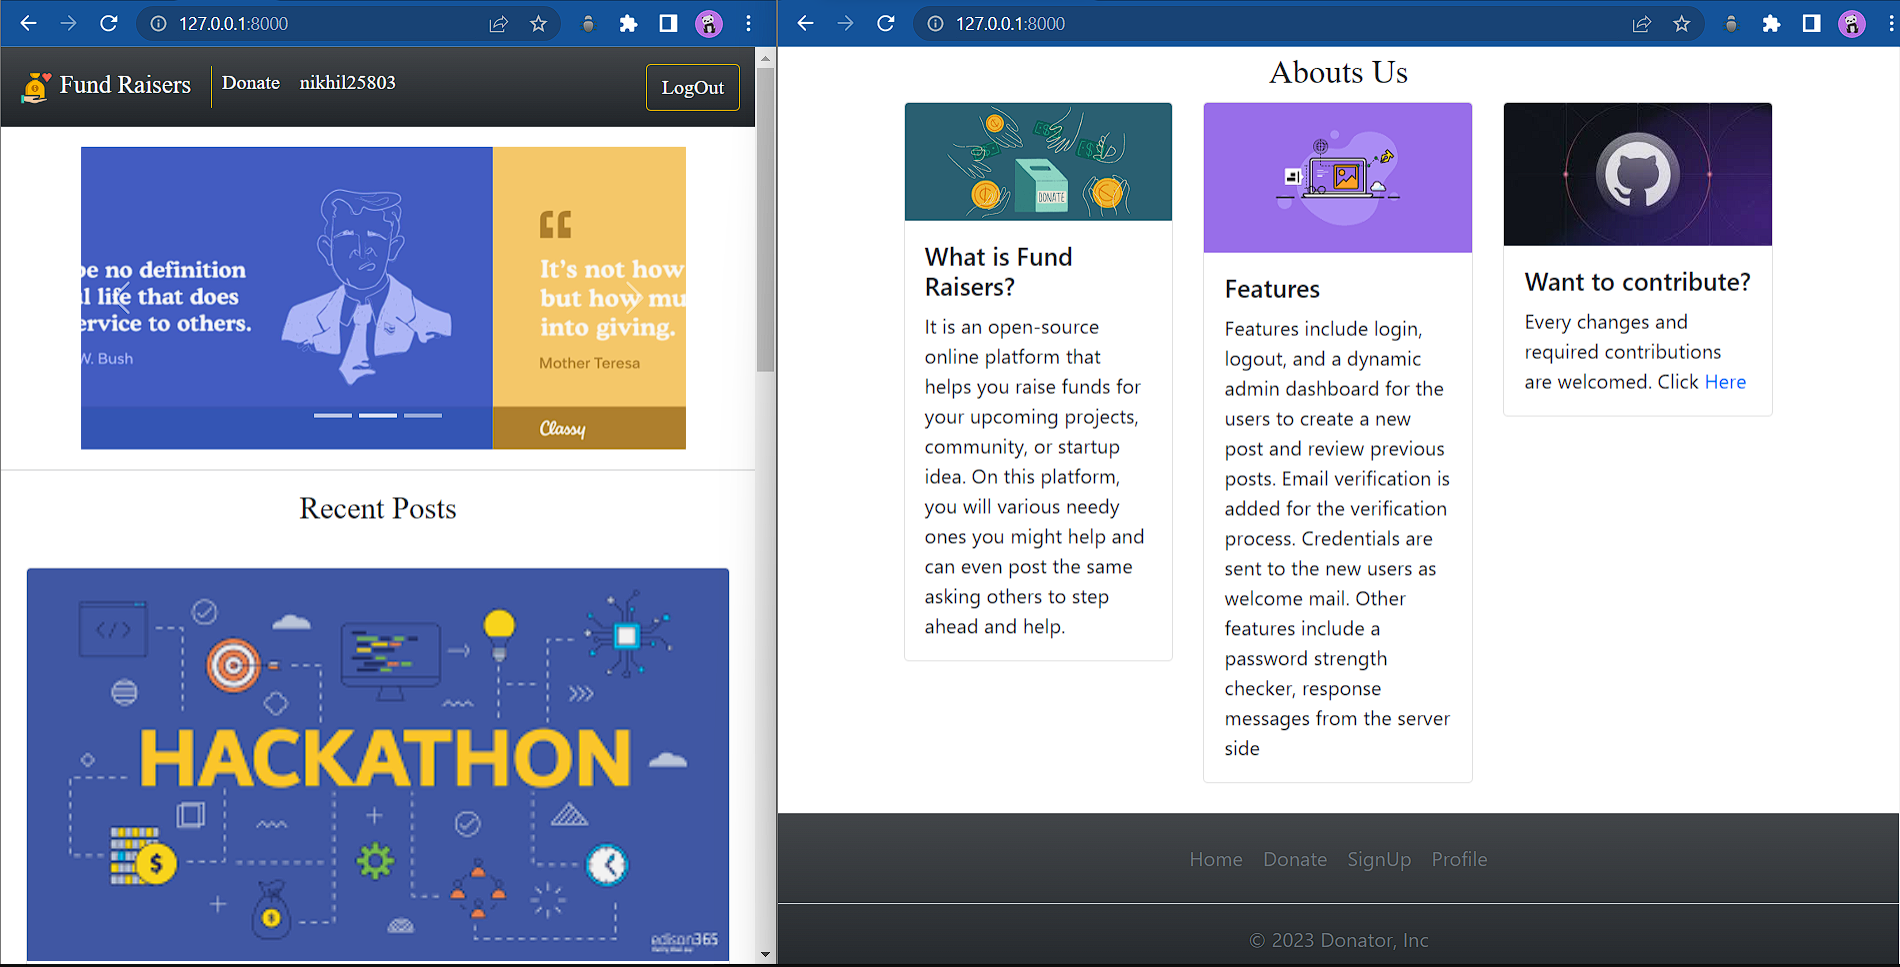 127.0.0.1:8000
Fund Raisers
Donate
nikhil25803
LogOut
be no definition
l life that does
ervice to others.
W. Bush
It's not how
but how mu
into giving.
Mother Teresa
Classy
Recent Posts
</>
HACKATHON
$
$
edison365
127.0.0.1:8000
Abouts Us
DONATE
What is Fund
Raisers?
It is an open-source
online platform that
helps you raise funds for
your upcoming projects,
community, or startup
idea. On this platform,
you will various needy
ones you might help and
can even post the same
asking others to step
ahead and help.
Features
Features include login,
logout, and a dynamic
admin dashboard for the
users to create a new
post and review previous
posts. Email verification is
added for the verification
process. Credentials are
sent to the new users as
welcome mail. Other
features include a
password strength
checker, response
messages from the server
side
Want to contribute?
Every changes and
required contributions
are welcomed. Click Here
Home Donate SignUp Profile
© 2023 Donator, Inc